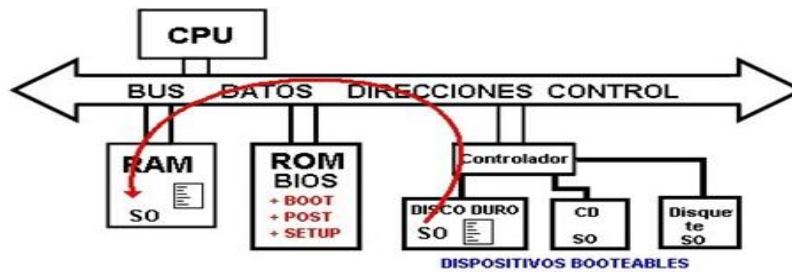 CPU
BUS DATOS DIRECCIONES CONTROL
RAM
SO
ROM
BIOS
+ BOOT
+ POST
+ SETUP
Controlador
DISCO DURO
SO
CD
SO
Disque
te
SO
DISPOSITIVOS BOOTEABLES